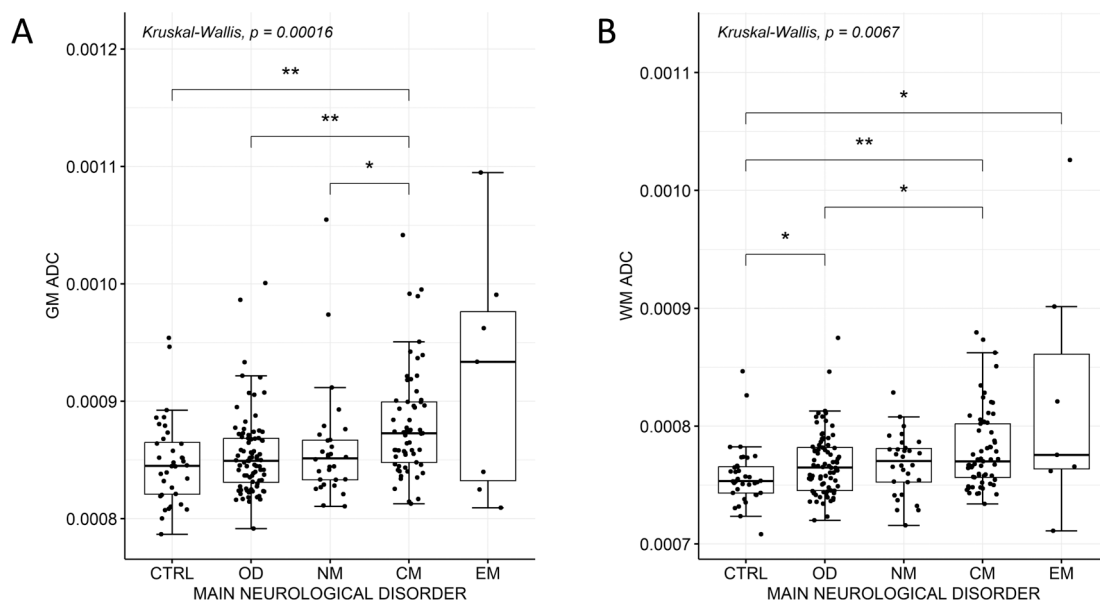 A
Kruskal-Wallis, p = 0.00016
0.0012
**
**
0.0011
*
0.0010
GM ADC
0.0009
0.0008
CTRL OD NM CM EM
MAIN NEUROLOGICAL DISORDER
B
Kruskal-Wallis, p = 0.0067
0.0011
*
**
0.0010
*
*
0.0009
WM ADC
0.0008
0.0007
CTRL OD NM CM EM
MAIN NEUROLOGICAL DISORDER